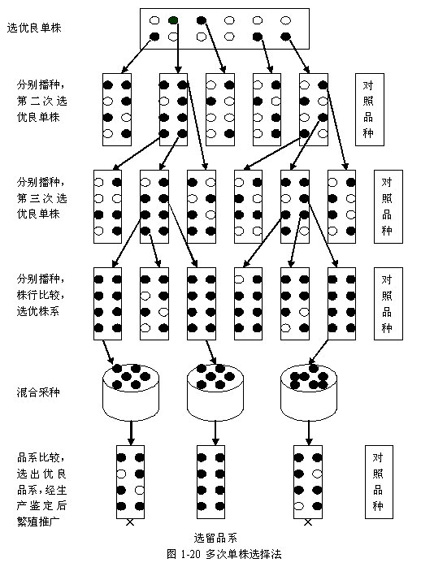 选优良单株
分别播种，
第二次选
优良单株
对
照
品
种
分别播种，
第三次选
优良单株
对
照
品
种
分别播种，
株行比较，
选优株系
对
照
品
种
混合采种
品系比较，
选出优良
品系，经生
产鉴定后
繁殖推广
对
照
品
种
×
×
选留品系
图 1-20 多次单株选择法